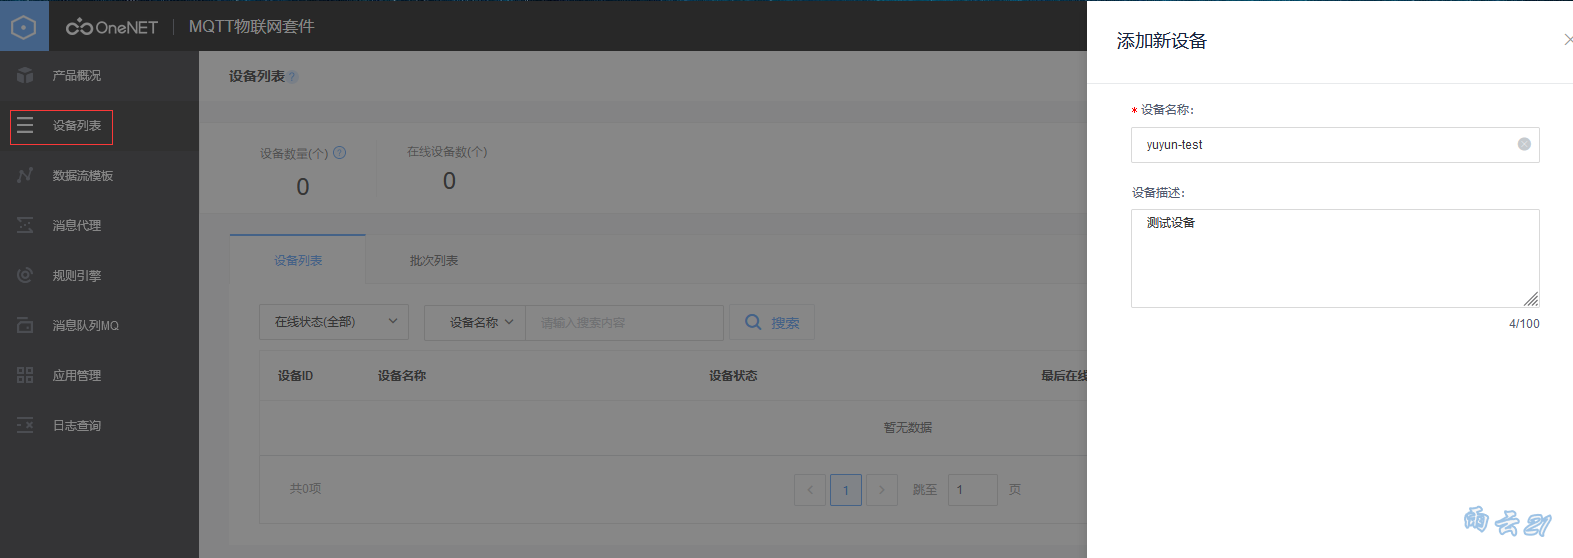 OneNET | MQTT物联网套件
产品概况
设备列表
数据流模板
消息代理
规则引擎
消息队列MQ
应用管理
日志查询
设备列表 ?
设备数量(个) ?
0
在线设备数(个)
0
设备列表 批次列表
在线状态(全部) 设备名称 请输入搜索内容 搜索
设备ID 设备名称 设备状态 最后在线
暂无数据
共0项 1 跳至 1 页
添加新设备
* 设备名称:
yuyun-test
设备描述:
测试设备
4/100
雨云21